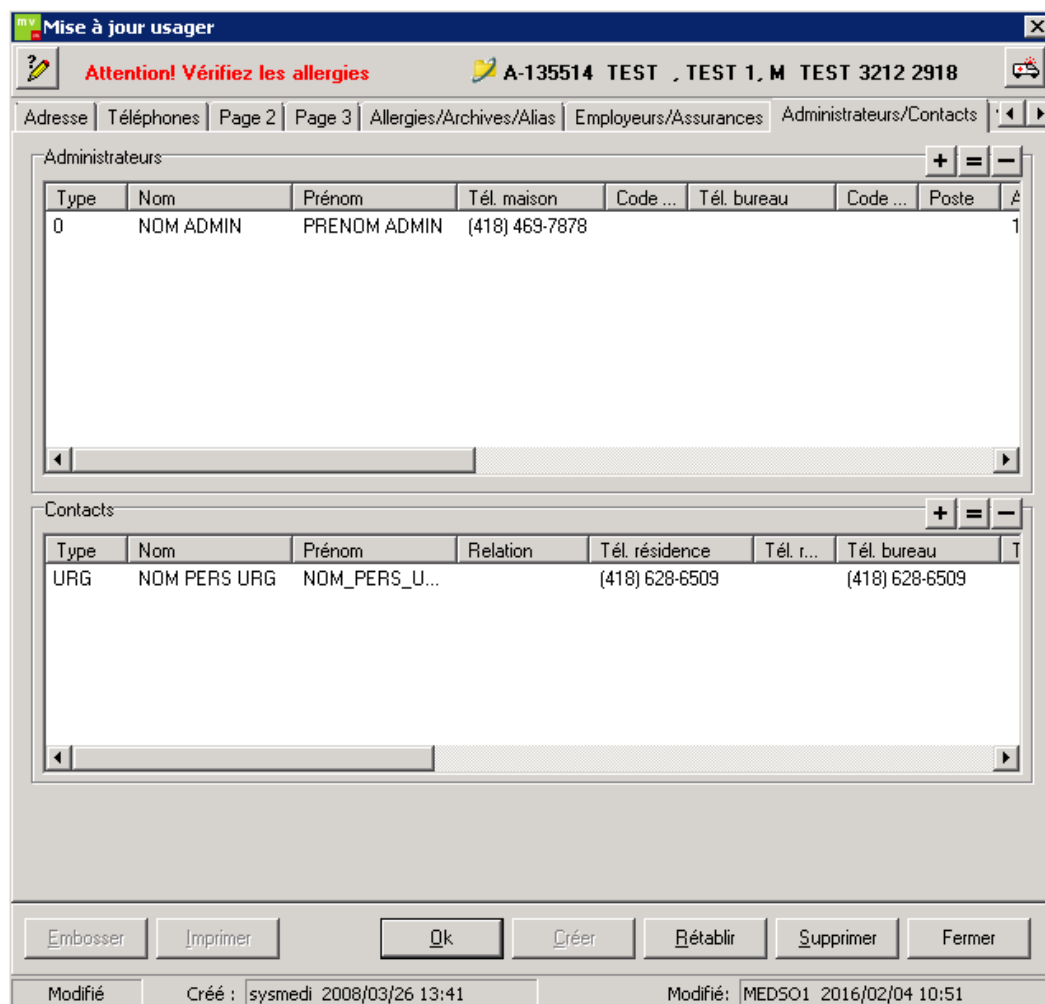 mv
Mise à jour usager
Attention! Vérifiez les allergies A-135514 TEST , TEST 1, M TEST 3212 2918
Adresse Téléphones Page 2 Page 3 Allergies/Archives/Alias Employeurs/Assurances Administrateurs/Contacts
Administrateurs + = −
Type Nom Prénom Tél. maison Code ... Tél. bureau Code ... Poste A
0 NOM ADMIN PRENOM ADMIN (418) 469-7878 1
Contacts + = −
Type Nom Prénom Relation Tél. résidence Tél. r... Tél. bureau T
URG NOM PERS URG NOM_PERS_U... (418) 628-6509 (418) 628-6509
Embosser Imprimer Ok Créer Rétablir Supprimer Fermer
Modifié Créé : sysmedi 2008/03/26 13:41 Modifié: MEDSO1 2016/02/04 10:51